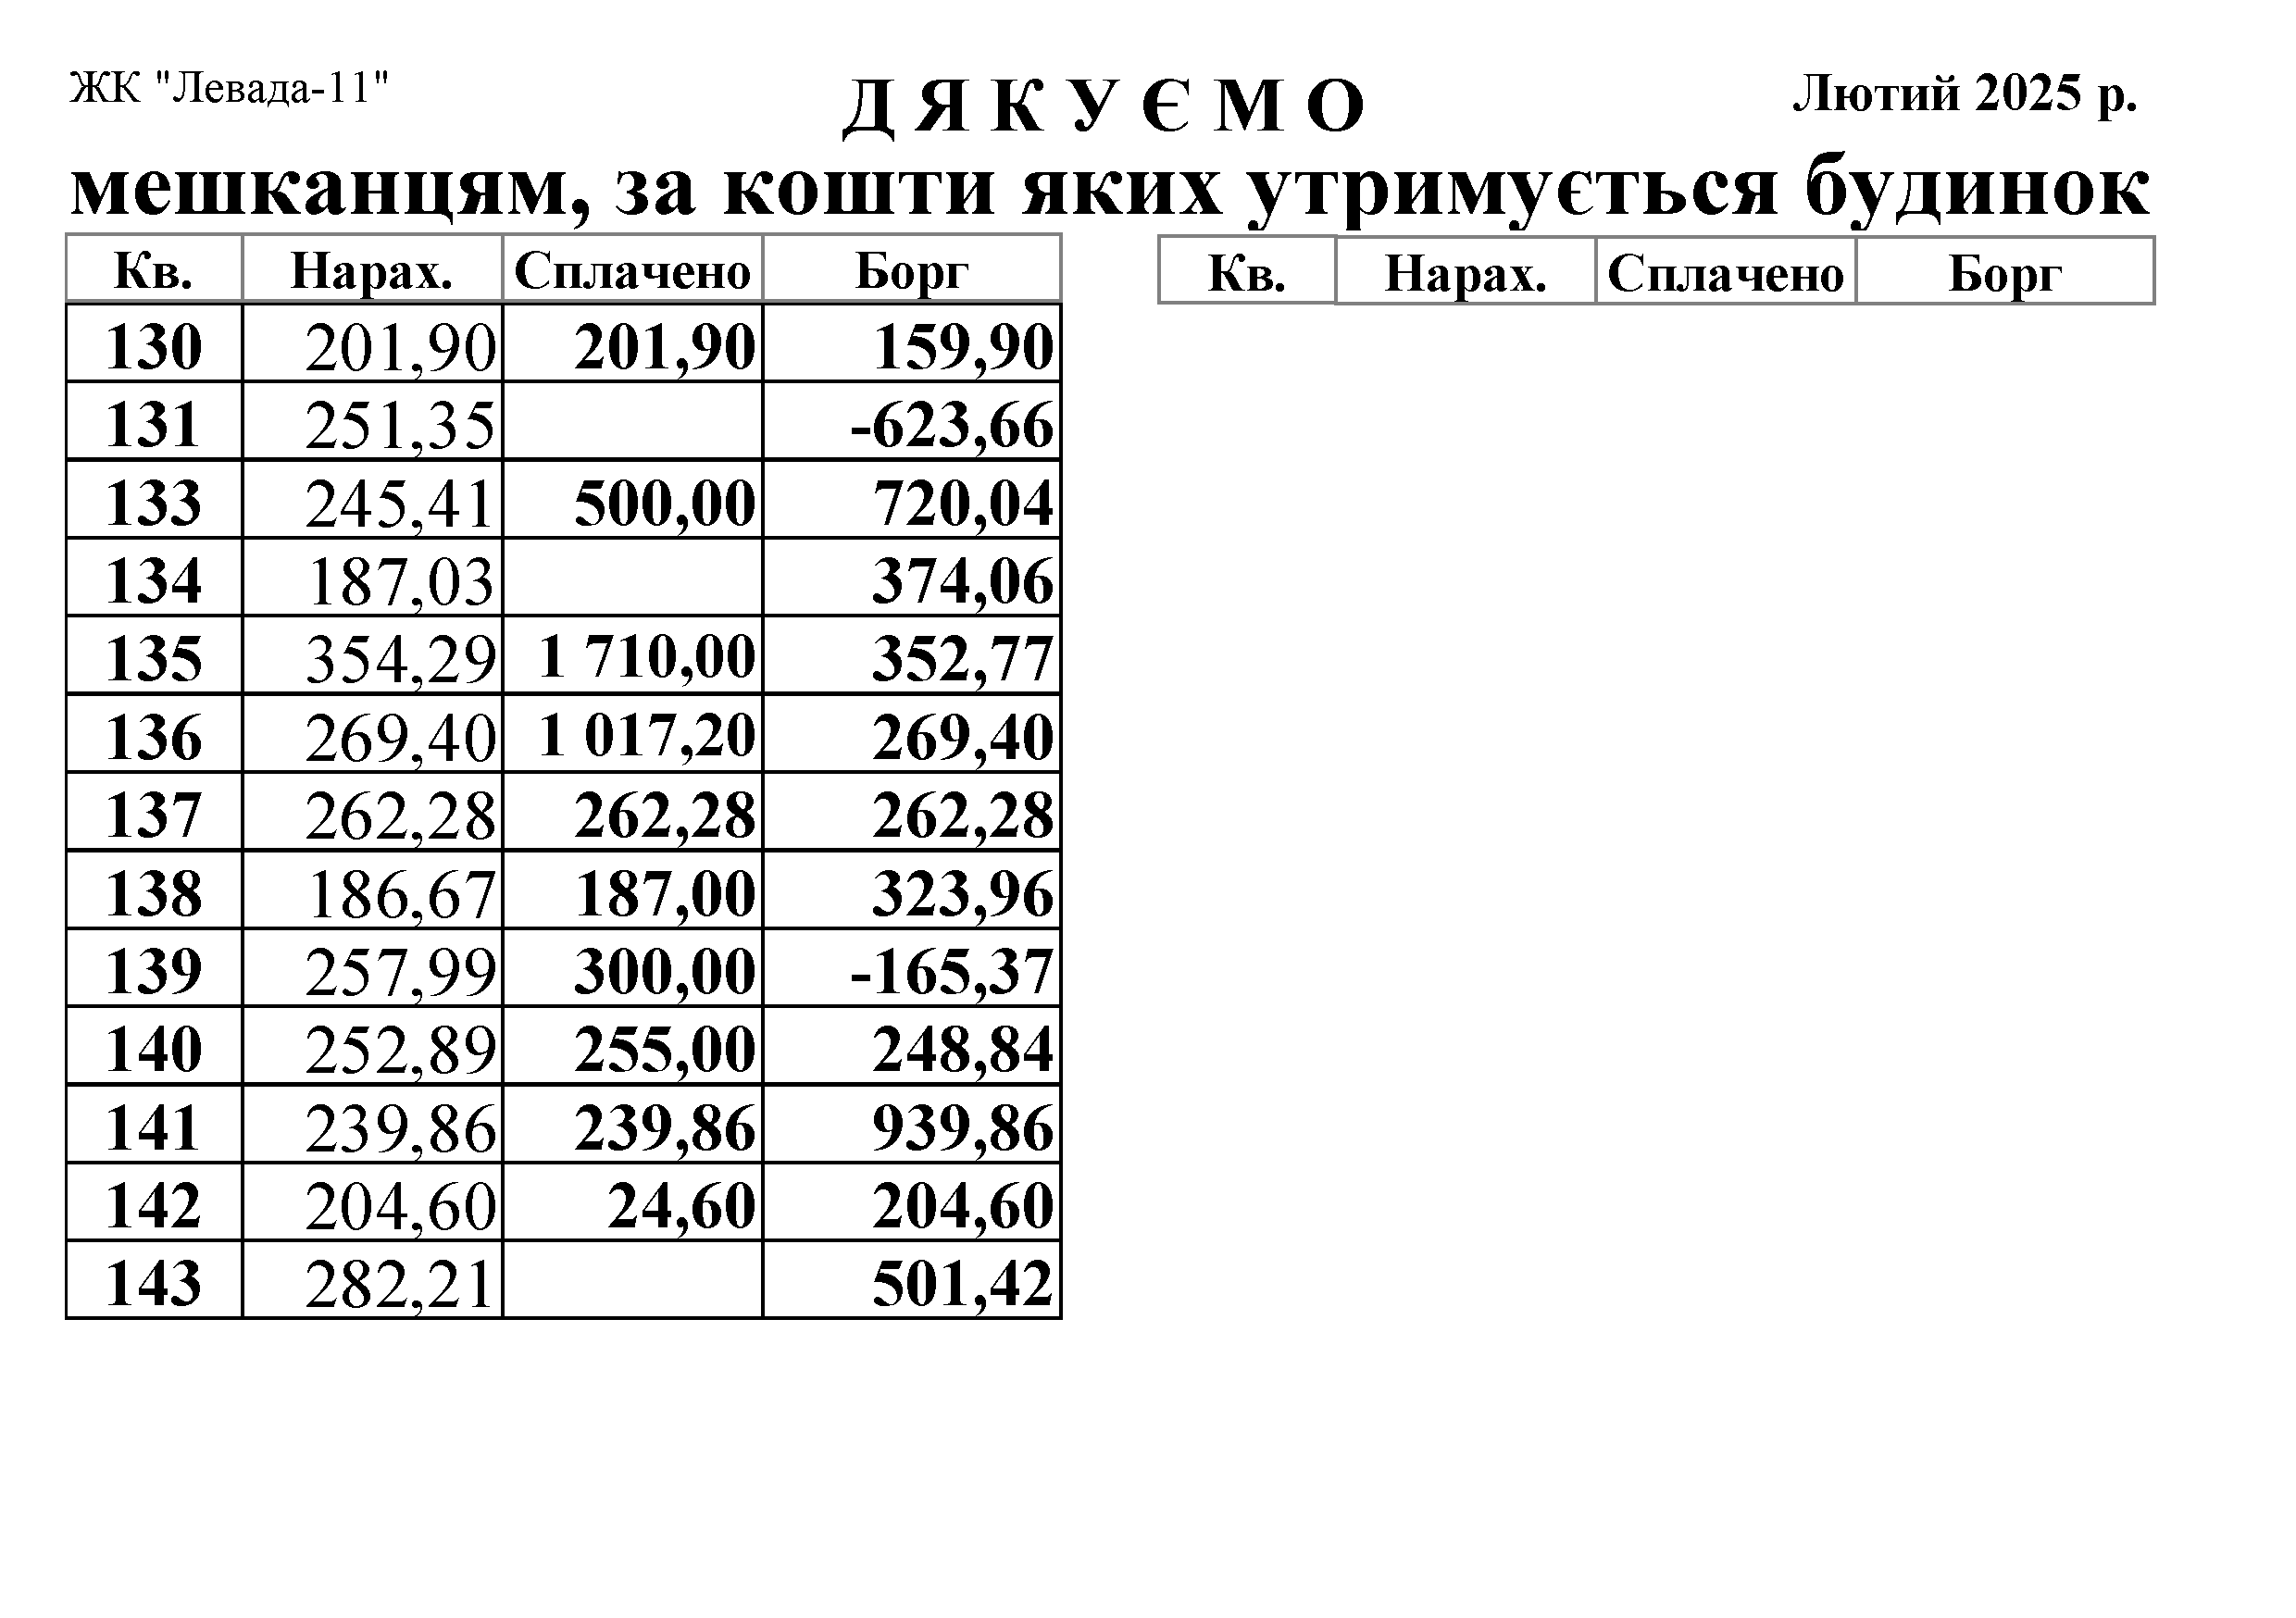 ЖК "Левада-11"
Д Я К У Є М О
Лютий 2025 р.
мешканцям, за кошти яких утримується будинок
Кв. Нарах. Сплачено Борг Кв. Нарах. Сплачено Борг
130 201,90 201,90 159,90
131 251,35 -623,66
133 245,41 500,00 720,04
134 187,03 374,06
135 354,29 1 710,00 352,77
136 269,40 1 017,20 269,40
137 262,28 262,28 262,28
138 186,67 187,00 323,96
139 257,99 300,00 -165,37
140 252,89 255,00 248,84
141 239,86 239,86 939,86
142 204,60 24,60 204,60
143 282,21 501,42